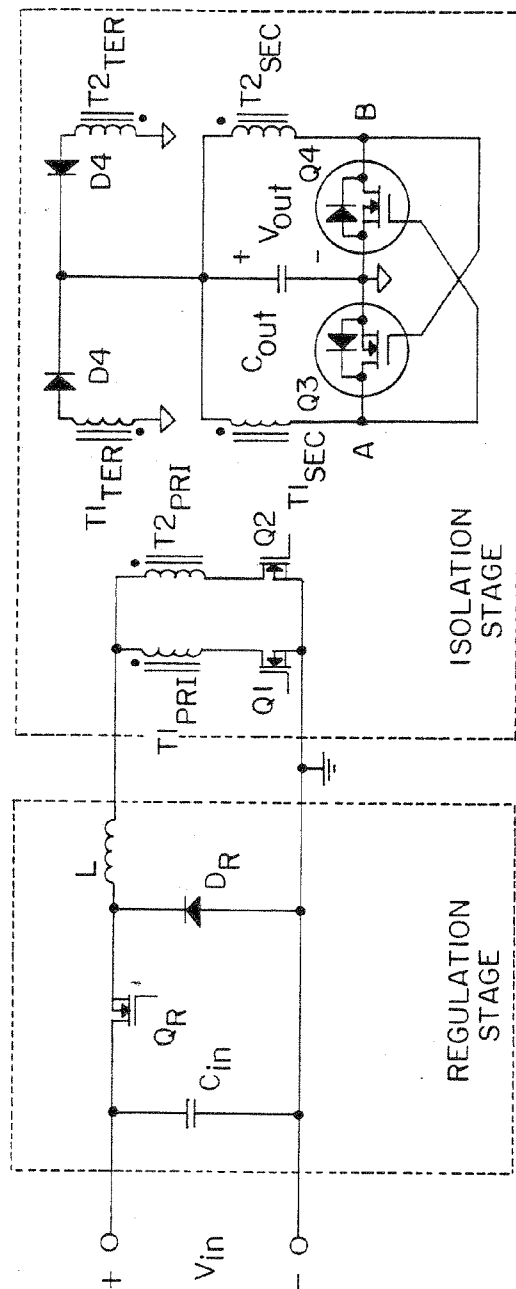 +
Vin
-
Cin
QR
DR
L
REGULATION
STAGE
T1PRI
T2PRI
Q1
Q2
ISOLATION
STAGE
T1TER
D4
D4
T2TER
T1SEC
T2SEC
Cout
+
Vout
-
Q3
Q4
A
B